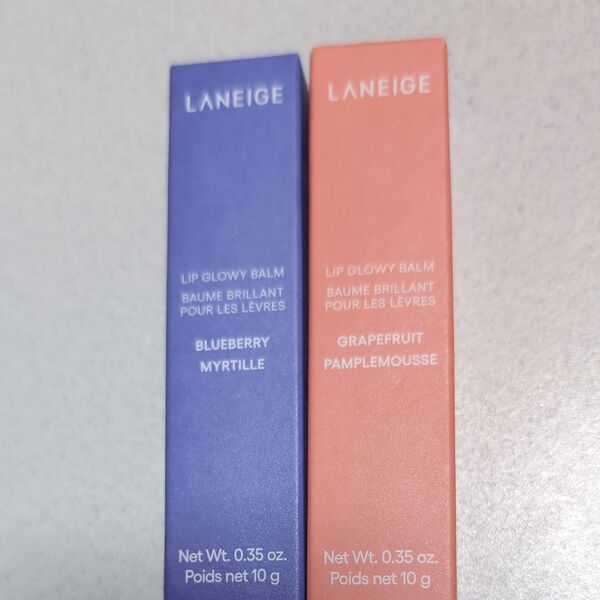 LANEIGE
LIP GLOWY BALM
BAUME BRILLANT
POUR LES LÈVRES
BLUEBERRY
MYRTILLE
Net Wt. 0.35 oz.
Poids net 10 g
LANEIGE
LIP GLOWY BALM
BAUME BRILLANT
POUR LES LÈVRES
GRAPEFRUIT
PAMPLEMOUSSE
Net Wt. 0.35 oz.
Poids net 10 g